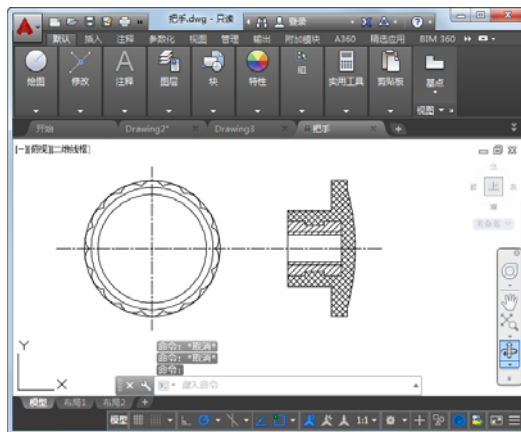 把手.dwg - 只读
登录
默认 插入 注释 参数化 视图 管理 输出 附加模块 A360 精选应用 BIM 360
绘图 修改 注释 图层 块 特性 组 实用工具 剪贴板 基点
视图
开始 Drawing2* Drawing3 把手
[-][俯视][二维线框]
上
未命名
Y
X
命令: *取消*
命令: *取消*
命令:
键入命令
模型 布局1 布局2 +
模型 1:1